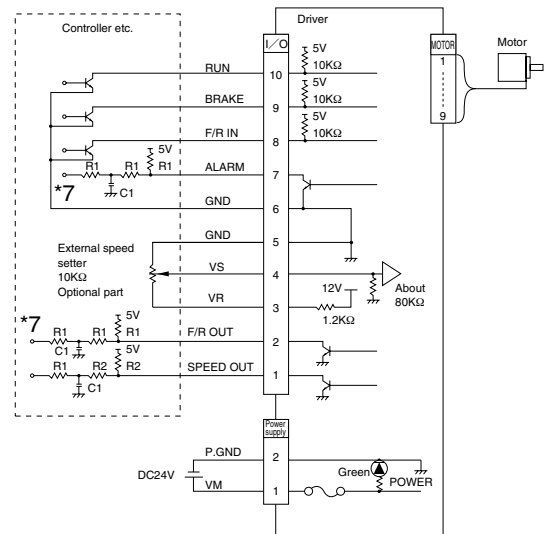 Controller etc.
Driver
I/O
MOTOR
Motor
1
9
RUN
10
5V
10KΩ
BRAKE
9
5V
10KΩ
F/R IN
8
5V
10KΩ
5V
R1
R1
R1
ALARM
7
*7
C1
GND
6
GND
5
External speed
setter
10KΩ
Optional part
VS
4
About
80KΩ
VR
3
12V
1.2KΩ
*7
R1
R1
5V
R1
F/R OUT
2
C1
5V
R1
R2
R2
SPEED OUT
1
C1
Power
supply
P.GND
2
DC24V
Green
POWER
VM
1